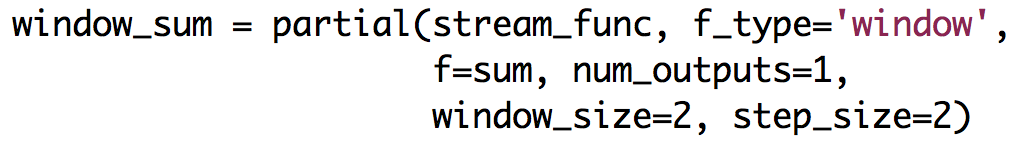 window_sum = partial(stream_func, f_type='window',
                     f=sum, num_outputs=1,
                     window_size=2, step_size=2)